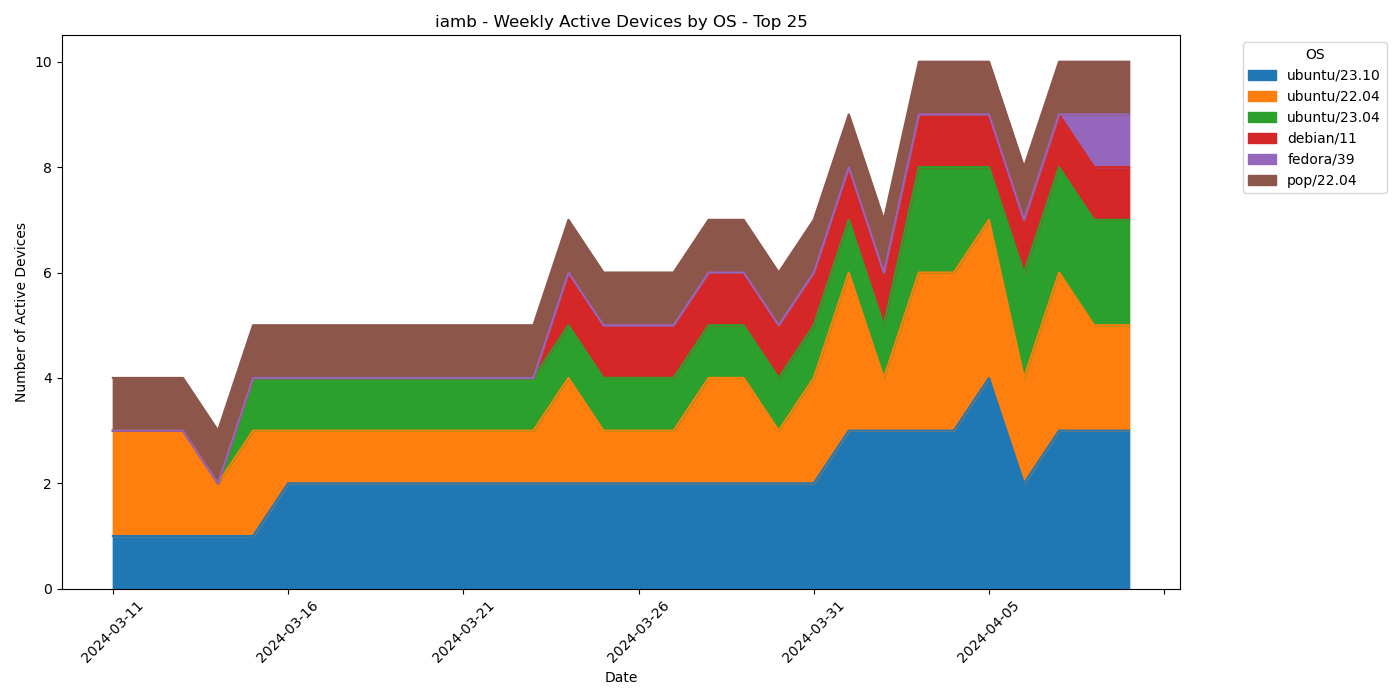 iamb - Weekly Active Devices by OS - Top 25
Number of Active Devices
10
8
6
4
2
0
2024-03-11
2024-03-16
2024-03-21
2024-03-26
2024-03-31
2024-04-05
Date
OS
ubuntu/23.10
ubuntu/22.04
ubuntu/23.04
debian/11
fedora/39
pop/22.04